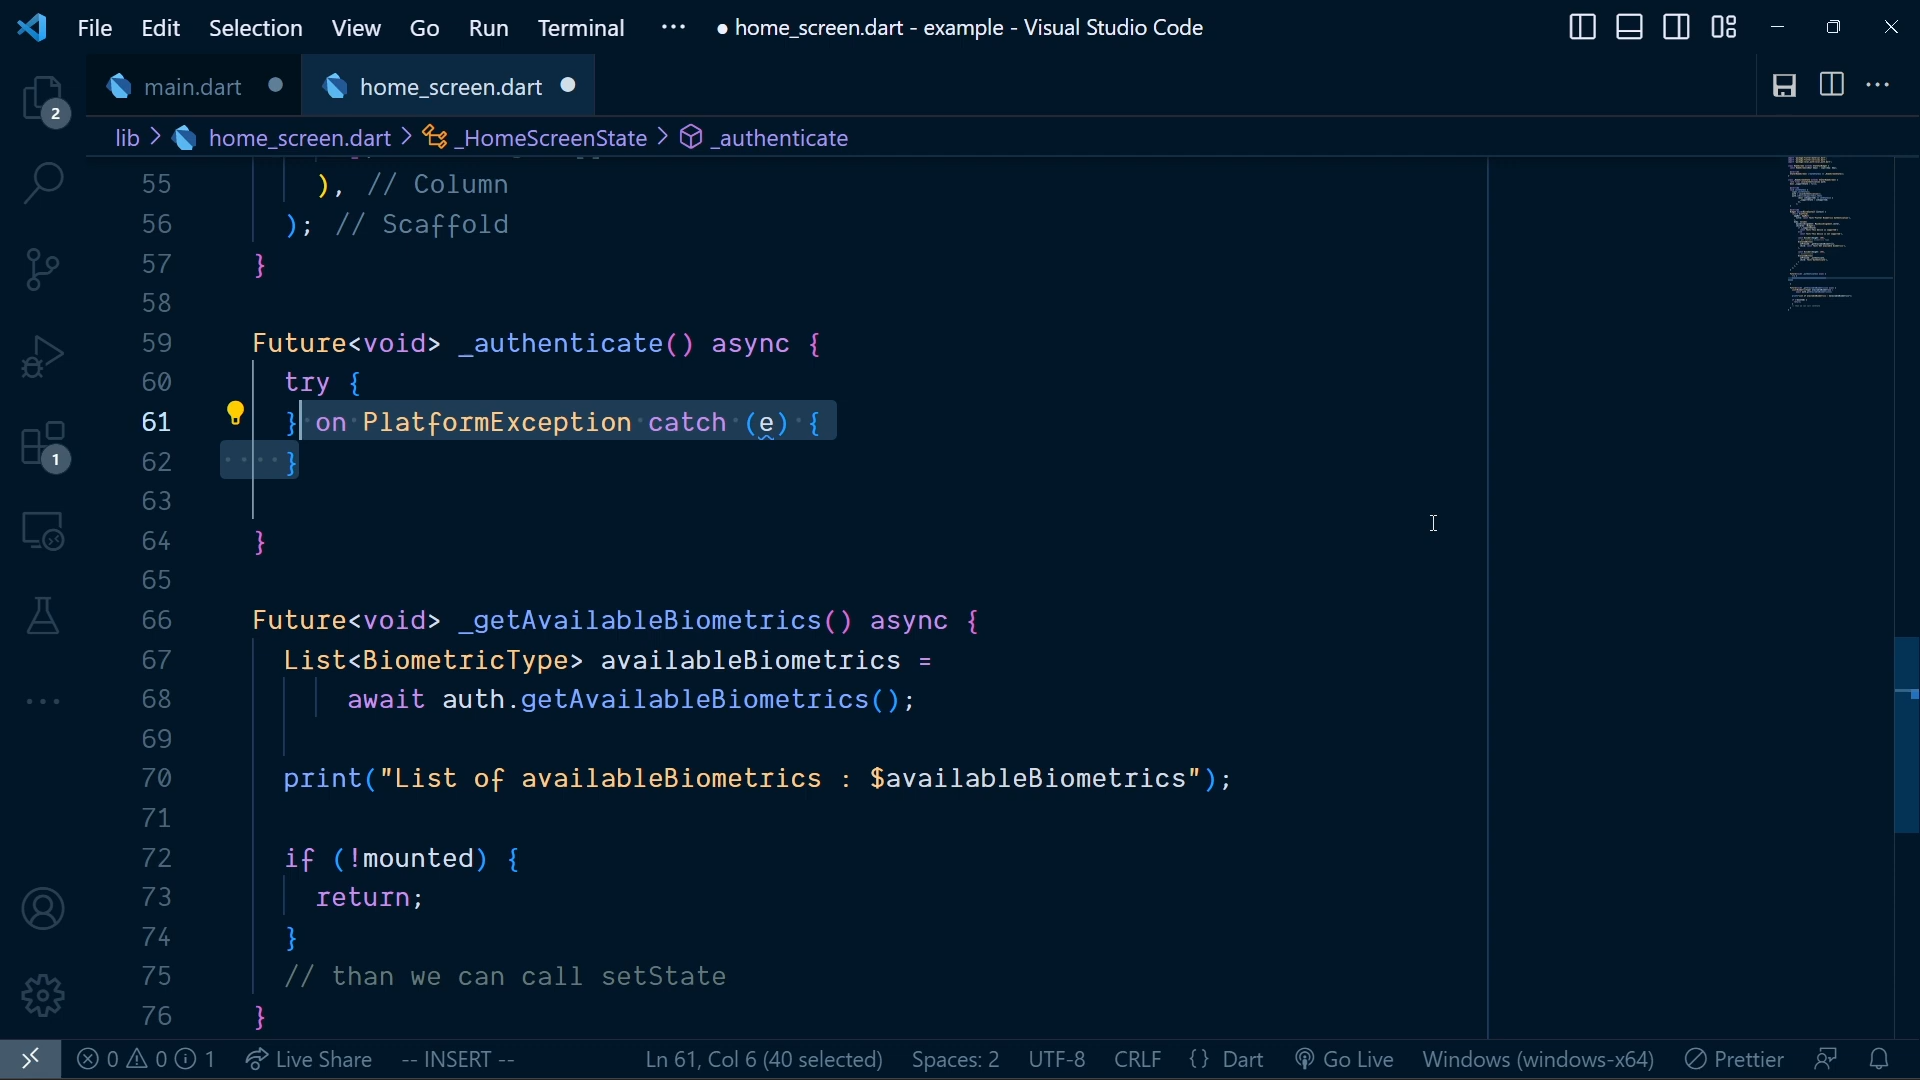 File Edit Selection View Go Run Terminal ··· ● home_screen.dart - example - Visual Studio Code
main.dart ● home_screen.dart ●
lib > home_screen.dart > _HomeScreenState > _authenticate
2
1
55 ), // Column
56 ); // Scaffold
57 }
58
59 Future<void> _authenticate() async {
60 try {
61 } on PlatformException catch (e) {
62 }
63
64 }
65
66 Future<void> _getAvailableBiometrics() async {
67 List<BiometricType> availableBiometrics =
68 await auth.getAvailableBiometrics();
69
70 print("List of availableBiometrics : $availableBiometrics");
71
72 if (!mounted) {
73 return;
74 }
75 // than we can call setState
76 }
0 0 1 Live Share -- INSERT -- Ln 61, Col 6 (40 selected) Spaces: 2 UTF-8 CRLF {} Dart Go Live Windows (windows-x64) Prettier